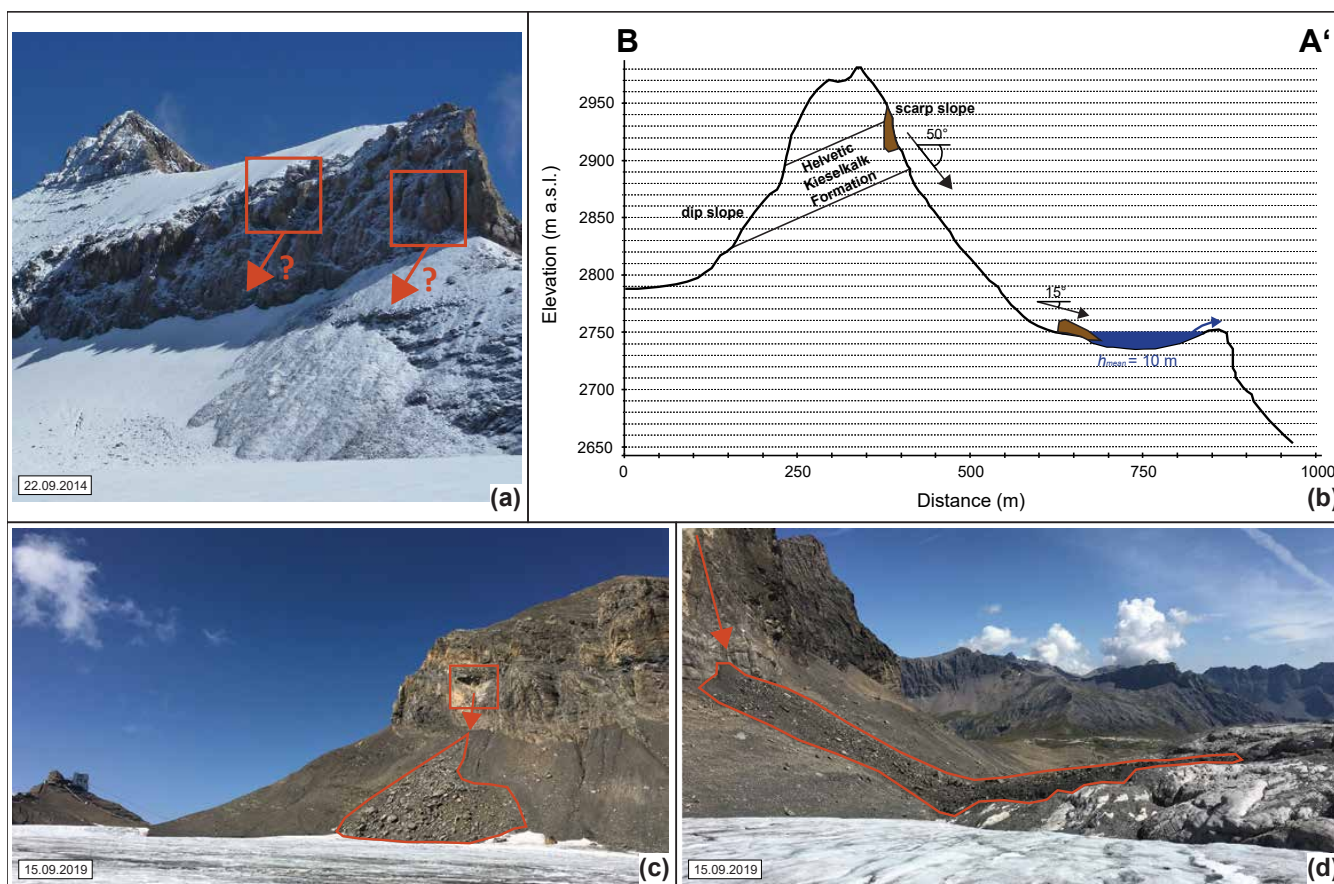 ?
?
22.09.2014
(a)
B
A‘
Elevation (m a.s.l.)
2950
2900
2850
2800
2750
2700
2650
scarp slope
50°
Helvetic
Kieselkalk
Formation
dip slope
15°
hmean = 10 m
0
250
500
750
1000
Distance (m)
(b)
15.09.2019
(c)
15.09.2019
(d)